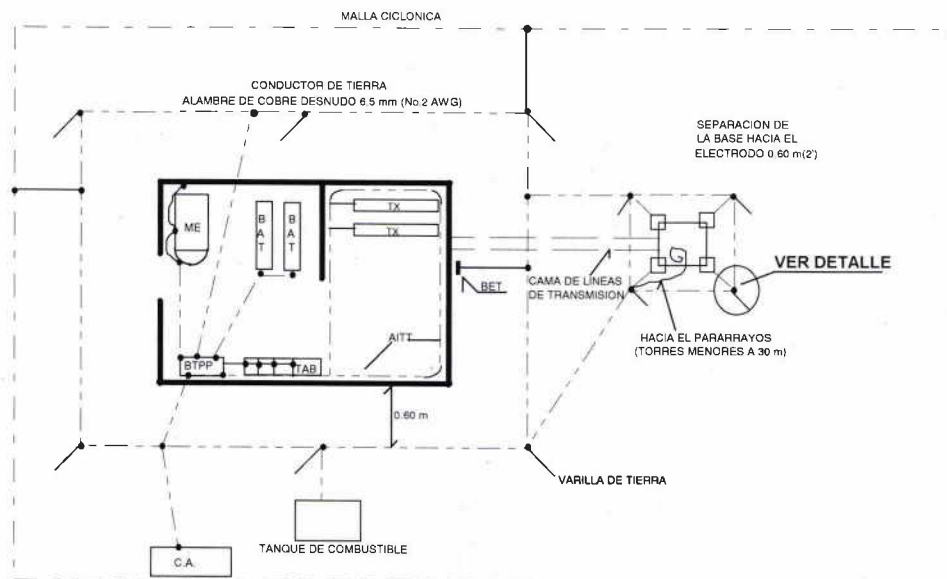 MALLA CICLONICA
CONDUCTOR DE TIERRA
ALAMBRE DE COBRE DESNUDO 6.5 mm (No.2 AWG)
SEPARACION DE
LA BASE HACIA EL
ELECTRODO 0.60 m(2')
ME
BAT
BAT
TX
TX
VER DETALLE
CAMA DE LINEAS
DE TRANSMISION
BET
HACIA EL PARARRAYOS
(TORRES MENORES A 30 m)
AITT
BTPP
TAB
0.60 m
VARILLA DE TIERRA
TANQUE DE COMBUSTIBLE
C.A.